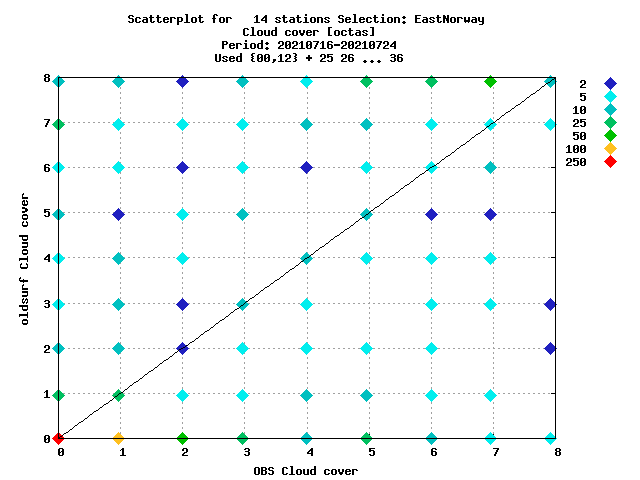 Scatterplot for   14 stations Selection: EastNorway
Cloud cover [octas]
Period: 20210716-20210724
Used {00,12} + 25 26 ... 36
8
7
6
5
4
3
2
1
0
oldsurf Cloud cover
0 1 2 3 4 5 6 7 8
OBS Cloud cover
2
5
10
25
50
100
250